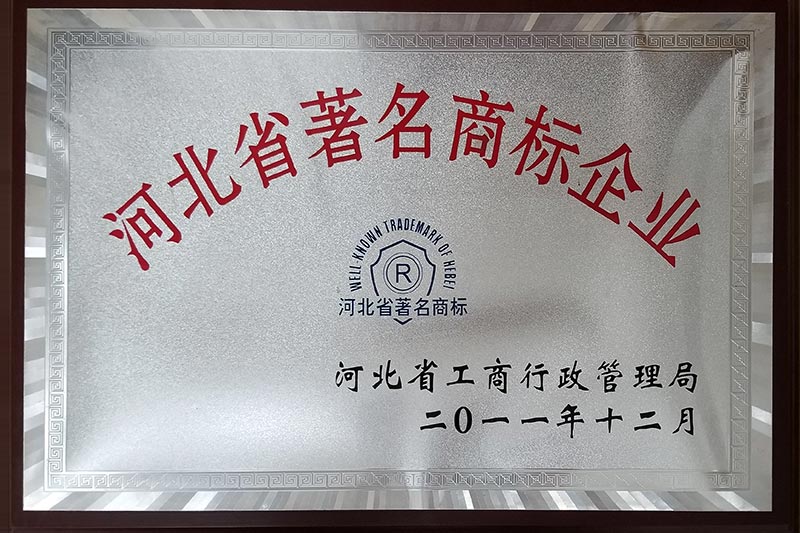 河北省著名商标企业
WELL-KNOWN TRADEMARK OF HEBEI
R
河北省著名商标
河北省工商行政管理局
二〇一一年十二月